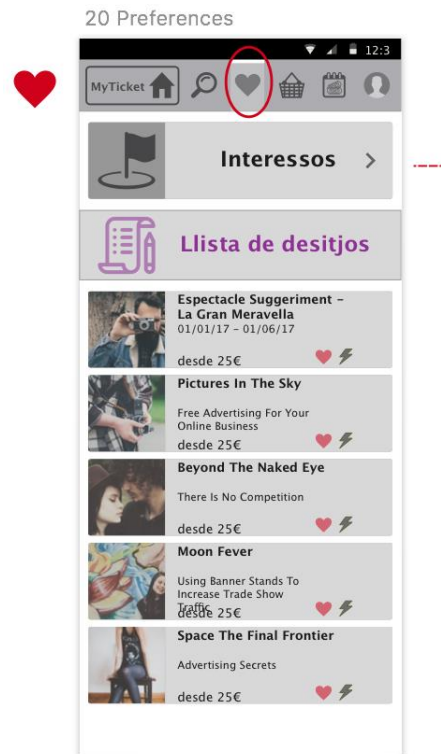 20 Preferences
12:3
MyTicket
Interessos
Llista de desitjos
Espectacle Suggeriment -
La Gran Meravella
01/01/17 - 01/06/17
desde 25€
Pictures In The Sky
Free Advertising For Your
Online Business
desde 25€
Beyond The Naked Eye
There Is No Competition
desde 25€
Moon Fever
Using Banner Stands To
Increase Trade Show
Traffic
desde 25€
Space The Final Frontier
Advertising Secrets
desde 25€